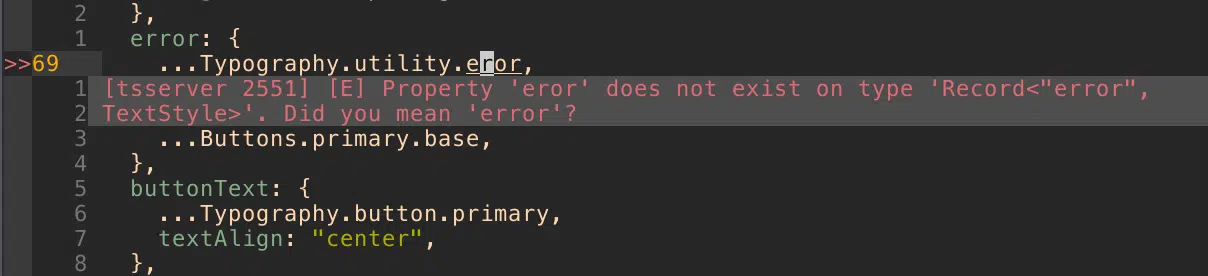 2 },
1 error: {
>>69 ...Typography.utility.eror,
1 [tsserver 2551] [E] Property 'eror' does not exist on type 'Record<"error",
2 TextStyle>'. Did you mean 'error'?
3 ...Buttons.primary.base,
4 },
5 buttonText: {
6 ...Typography.button.primary,
7 textAlign: "center",
8 },